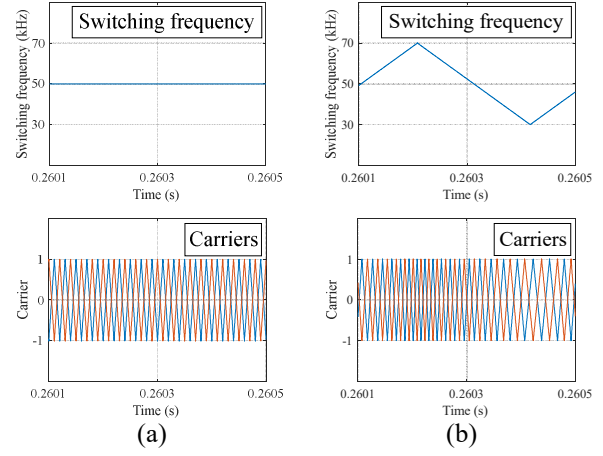 Switching frequency
Switching frequency (kHz)
70
50
30
0.2601
0.2603
0.2605
Time (s)
Switching frequency
Switching frequency (kHz)
70
50
30
0.2601
0.2603
0.2605
Time (s)
Carriers
Carrier
1
0
-1
0.2601
0.2603
0.2605
Time (s)
Carriers
Carrier
1
0
-1
0.2601
0.2603
0.2605
Time (s)
(a)
(b)